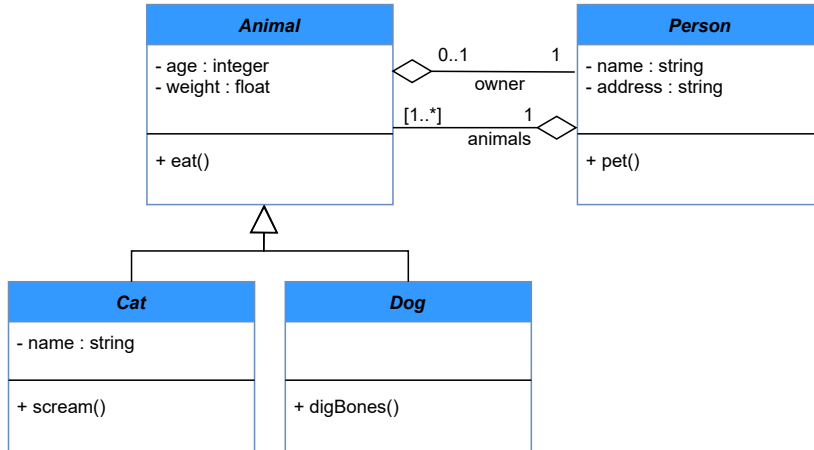 Animal
- age : integer
- weight : float
+ eat()
0..1 1
owner
[1..*] 1
animals
Person
- name : string
- address : string
+ pet()
Cat
- name : string
+ scream()
Dog
+ digBones()